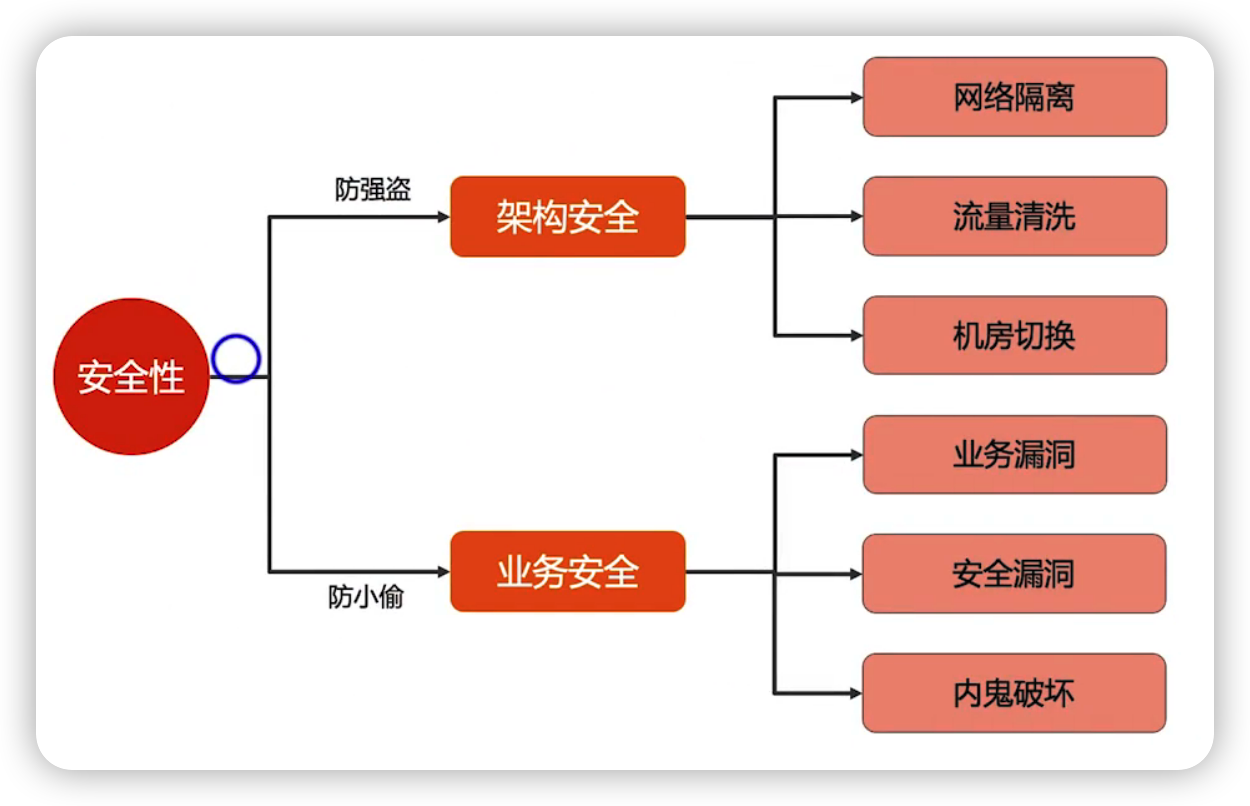 安全性
防强盗
架构安全
网络隔离
流量清洗
机房切换
防小偷
业务安全
业务漏洞
安全漏洞
内鬼破坏